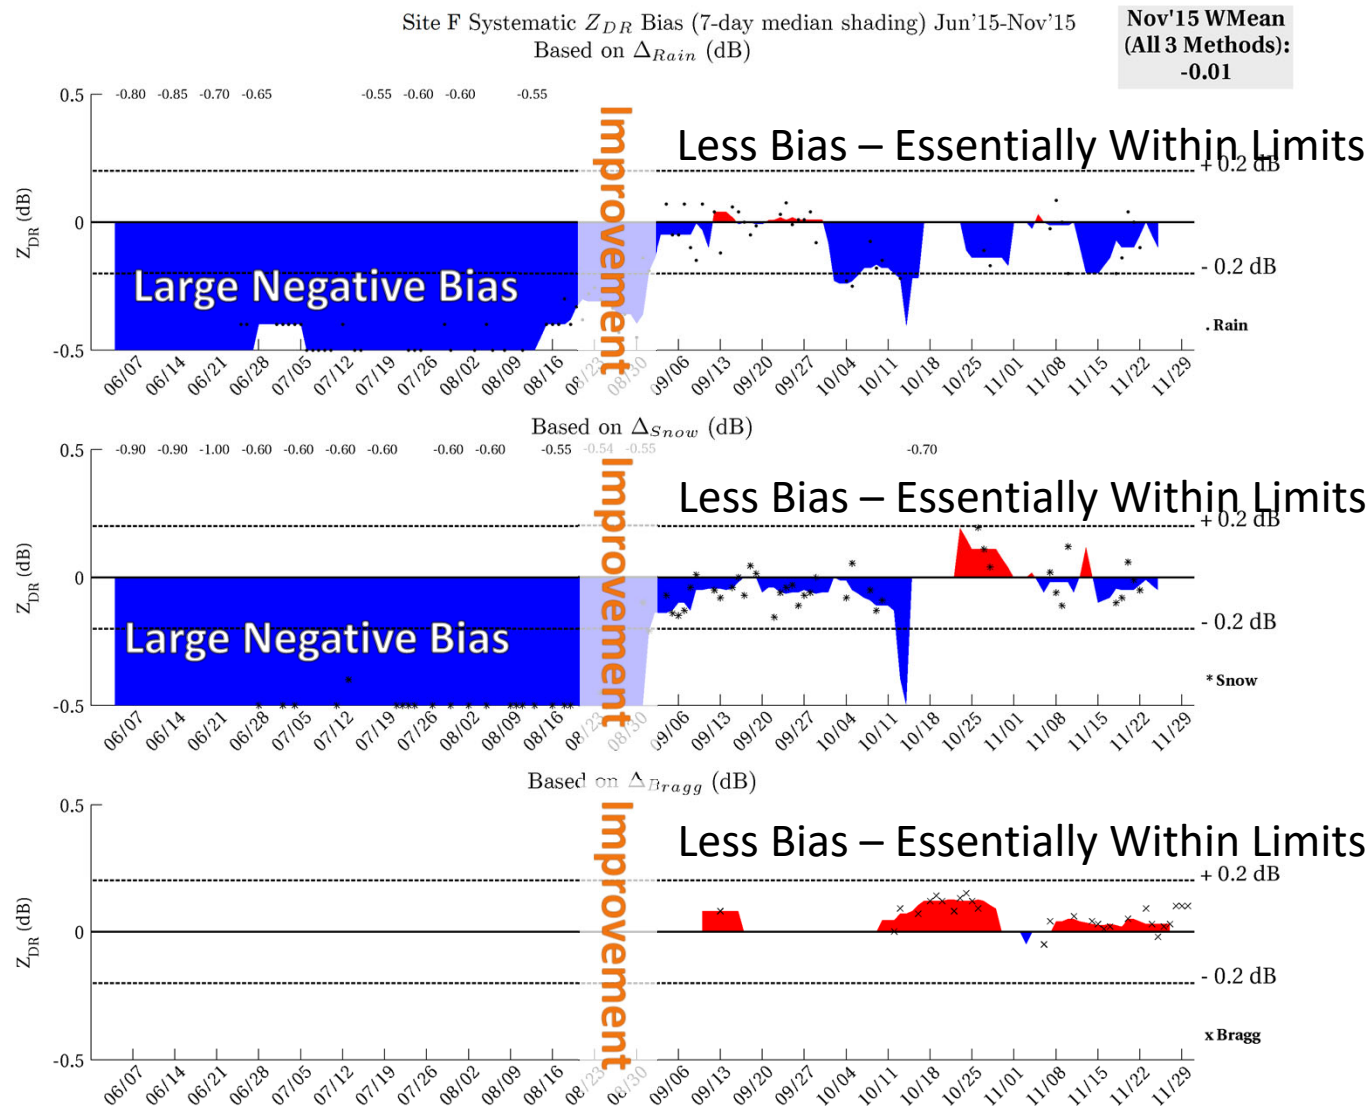 Site F Systematic Z_DR Bias (7-day median shading) Jun'15-Nov'15
Based on Δ_Rain (dB)
Nov'15 WMean
(All 3 Methods):
-0.01
-0.80 -0.85 -0.70 -0.65 -0.55 -0.60 -0.60 -0.55
0.5
0
-0.5
Z_DR (dB)
Large Negative Bias
Improvement
Less Bias – Essentially Within Limits
+ 0.2 dB
- 0.2 dB
. Rain
06/07 06/14 06/21 06/28 07/05 07/12 07/19 07/26 08/02 08/09 08/16 08/23 08/30 09/06 09/13 09/20 09/27 10/04 10/11 10/18 10/25 11/01 11/08 11/15 11/22 11/29
Based on Δ_Snow (dB)
-0.90 -0.90 -1.00 -0.60 -0.60 -0.60 -0.60 -0.60 -0.60 -0.55 -0.54 -0.55 -0.70
0.5
0
-0.5
Z_DR (dB)
Large Negative Bias
Improvement
Less Bias – Essentially Within Limits
+ 0.2 dB
- 0.2 dB
* Snow
06/07 06/14 06/21 06/28 07/05 07/12 07/19 07/26 08/02 08/09 08/16 08/23 08/30 09/06 09/13 09/20 09/27 10/04 10/11 10/18 10/25 11/01 11/08 11/15 11/22 11/29
Based on Δ_Bragg (dB)
0.5
0
-0.5
Z_DR (dB)
Improvement
Less Bias – Essentially Within Limits
+ 0.2 dB
- 0.2 dB
x Bragg
06/07 06/14 06/21 06/28 07/05 07/12 07/19 07/26 08/02 08/09 08/16 08/23 08/30 09/06 09/13 09/20 09/27 10/04 10/11 10/18 10/25 11/01 11/08 11/15 11/22 11/29